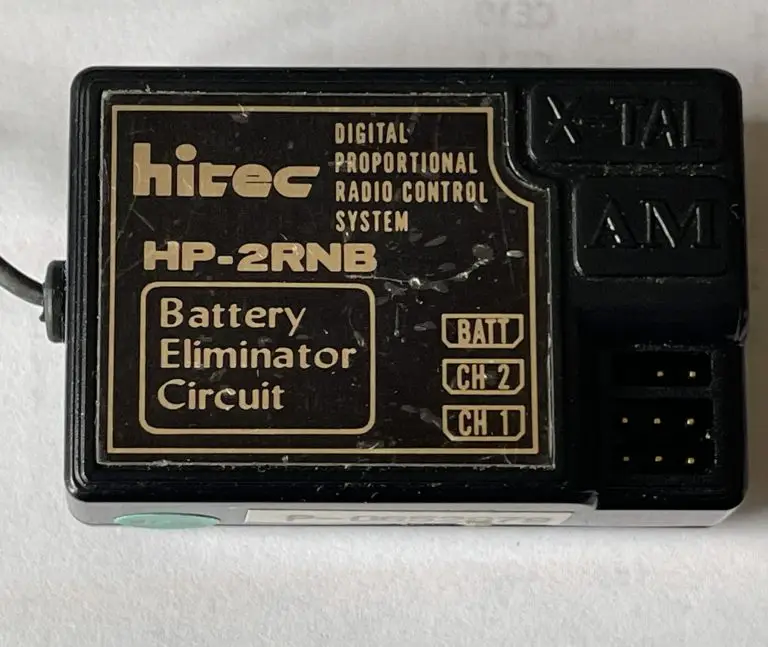 hitec
DIGITAL
PROPORTIONAL
RADIO CONTROL
SYSTEM
HP-2RNB
Battery
Eliminator
Circuit
BATT
CH 2
CH 1
X-TAL
AM